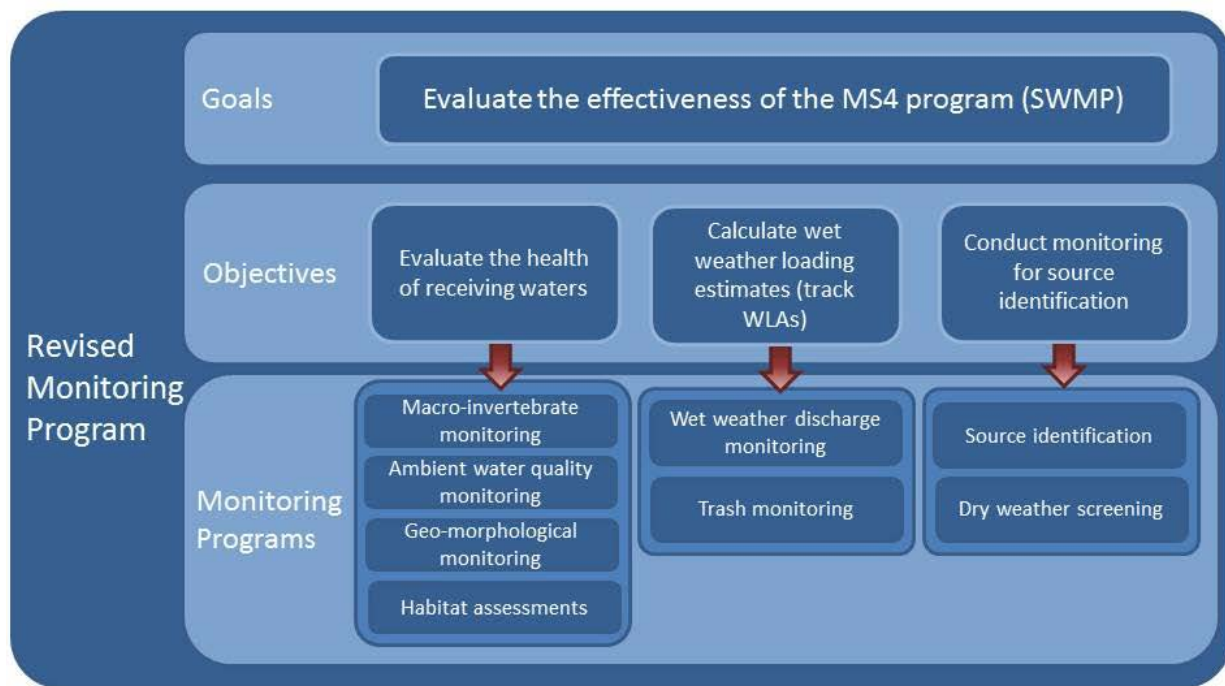 Revised
Monitoring
Program
Goals
Evaluate the effectiveness of the MS4 program (SWMP)
Objectives
Evaluate the health
of receiving waters
Calculate wet
weather loading
estimates (track
WLAs)
Conduct monitoring
for source
identification
Monitoring
Programs
Macro-invertebrate
monitoring
Ambient water quality
monitoring
Geo-morphological
monitoring
Habitat assessments
Wet weather discharge
monitoring
Trash monitoring
Source identification
Dry weather screening